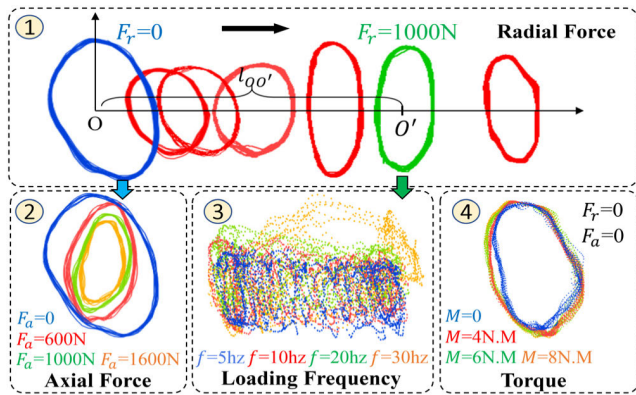 1
F_r=0
F_r=1000N
Radial Force
l_OO′
O
O′
2
F_a=0
F_a=600N
F_a=1000N F_a=1600N
Axial Force
3
f=5hz f=10hz f=20hz f=30hz
Loading Frequency
4
F_r=0
F_a=0
M=0
M=4N.M
M=6N.M M=8N.M
Torque